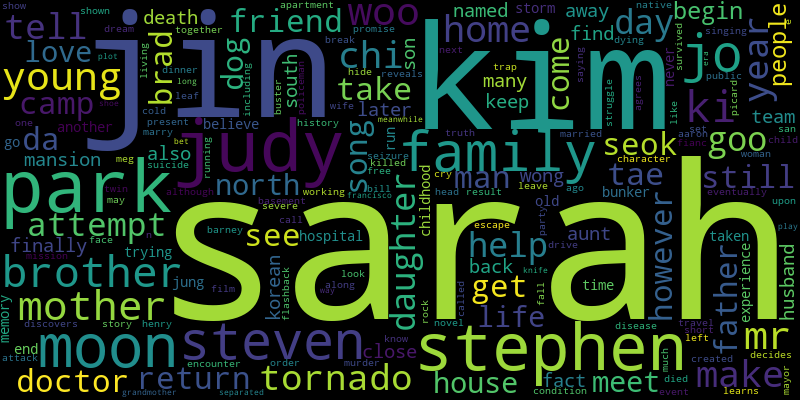 show
apartment
shown
death
together
tell
dream
love
plot
living
brad
young
dinner
long
leaf
camp
including
cold
one
another
present
marry
go
da
believe
bet
mansion
meg
also
suicide
running
may
twin
although
park
attempt
face
finally
mission
trying
brother
jung
mother
memory
discovers
film
story
henry
moon
end
attack
encounter
doctor
return
order
grandmother
separated
tornado
murder
jin
dog
friend
south
buster
judy
north
history
policeman
working
basement
severe
see
hospital
call
barney
korean
flashback
look
along
way
steven
woo
chi
son
break
promise
wife
hide
reveals
take
later
song
run
seizure
free
killed
bill
francisco
meanwhile
cry
daughter
childhood
close
know
sarah
kim
home
named
storm
day
away
find
come
many
keep
trap
saying
dying
next
family
man
wong
head
result
leave
ago
old
party
escape
help
back
get
knife
drive
life
called
rock
novel
stephen
house
fact
condition
disease
meet
died
time
fall
aunt
bunker
tae
seok
married
character
truth
struggle
agrees
never
native
begin
jo
year
people
survived
public
era
picard
ki
like
team
set
aaron
san
child
goo
fianc
woman
still
eventually
upon
however
father
taken
play
experience
husband
travel
short
left
mr
created
decides
make
much
event
learns
mayor